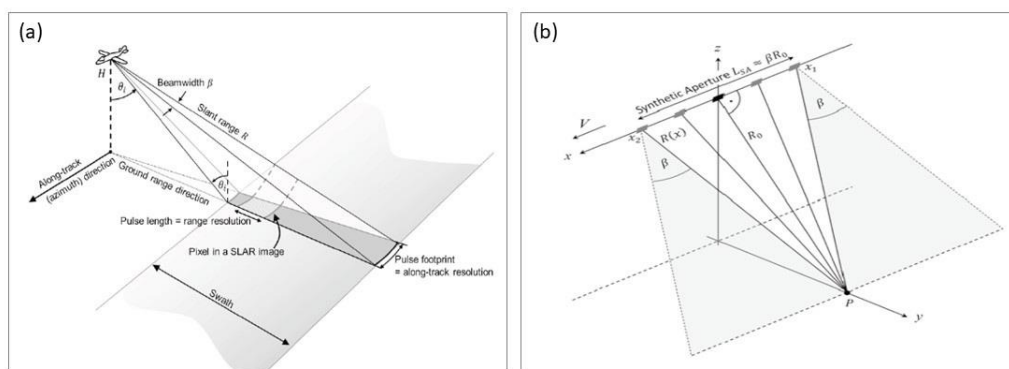 (a)
H
θi
Beamwidth β
Slant range R
Along-track
(azimuth) direction
Ground range direction
θi
Pulse length = range resolution
Pixel in a SLAR image
Pulse footprint
= along-track resolution
Swath
(b)
z
Synthetic Aperture LSA = βR0
x1
V
x
x2
R(x)
R0
β
β
P
y